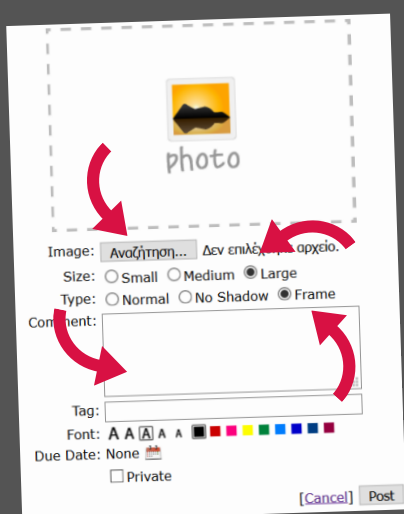 photo
Image: Αναζήτηση... Δεν αρχείο.
Size: Small Medium Large
Type: Normal No Shadow Frame
Comment:
Tag:
Font: A A A A A
Due Date: None
Private
[Cancel] Post